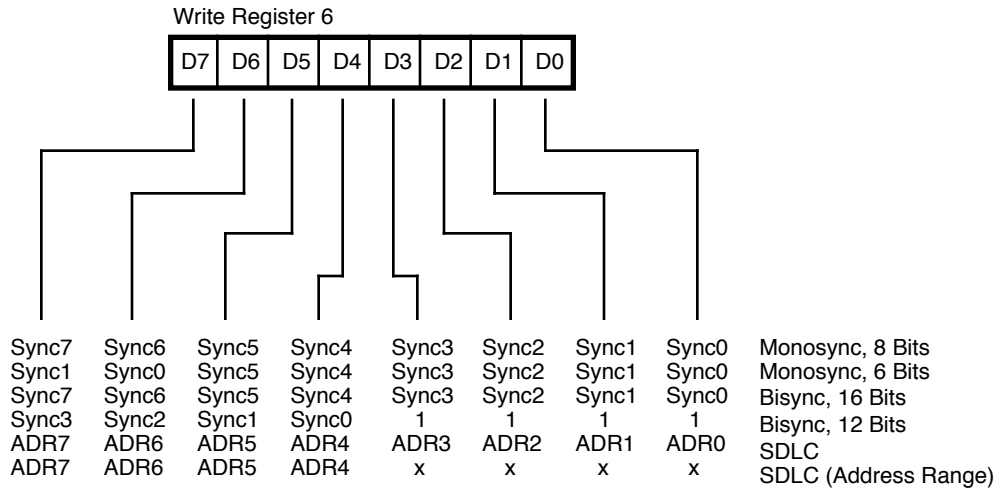 Write Register 6
D7 D6 D5 D4 D3 D2 D1 D0
Sync7 Sync6 Sync5 Sync4 Sync3 Sync2 Sync1 Sync0 Monosync, 8 Bits
Sync1 Sync0 Sync5 Sync4 Sync3 Sync2 Sync1 Sync0 Monosync, 6 Bits
Sync7 Sync6 Sync5 Sync4 Sync3 Sync2 Sync1 Sync0 Bisync, 16 Bits
Sync3 Sync2 Sync1 Sync0 1 1 1 1 Bisync, 12 Bits
ADR7 ADR6 ADR5 ADR4 ADR3 ADR2 ADR1 ADR0 SDLC
ADR7 ADR6 ADR5 ADR4 x x x x SDLC (Address Range)